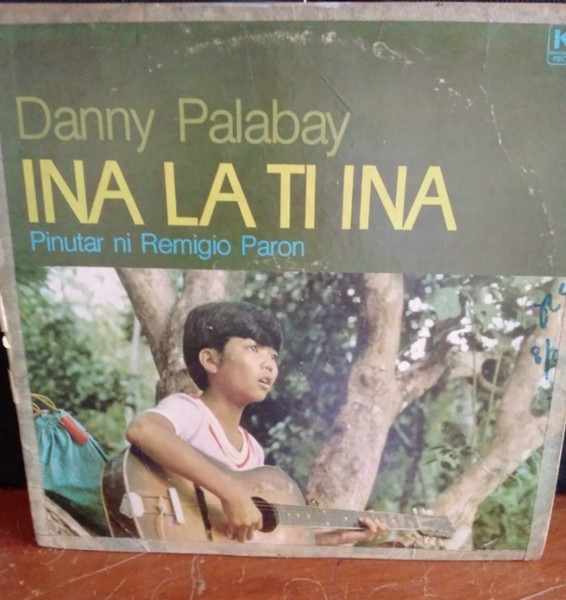 Danny Palabay
INA LA TI INA
Pinutar ni Remigio Paron